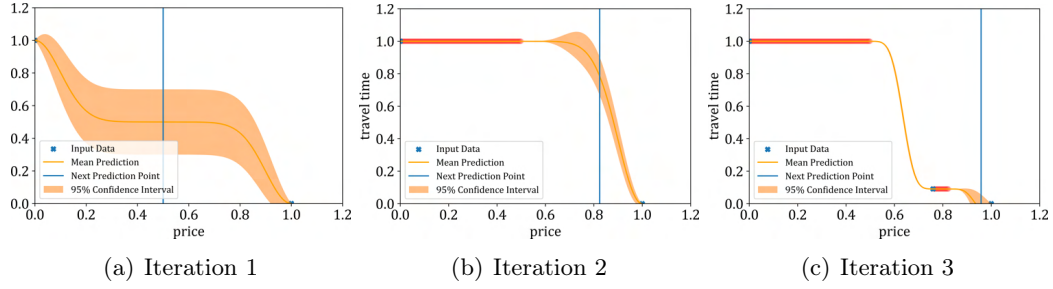 1.2
1.0
0.8
0.6
0.4
0.2
0.0
Input Data
Mean Prediction
Next Prediction Point
95% Confidence Interval
0.0 0.2 0.4 0.6 0.8 1.0 1.2
price
(a) Iteration 1
travel time
1.2
1.0
0.8
0.6
0.4
0.2
0.0
Input Data
Mean Prediction
Next Prediction Point
95% Confidence Interval
0.0 0.2 0.4 0.6 0.8 1.0 1.2
price
(b) Iteration 2
travel time
1.2
1.0
0.8
0.6
0.4
0.2
0.0
Input Data
Mean Prediction
Next Prediction Point
95% Confidence Interval
0.0 0.2 0.4 0.6 0.8 1.0 1.2
price
(c) Iteration 3